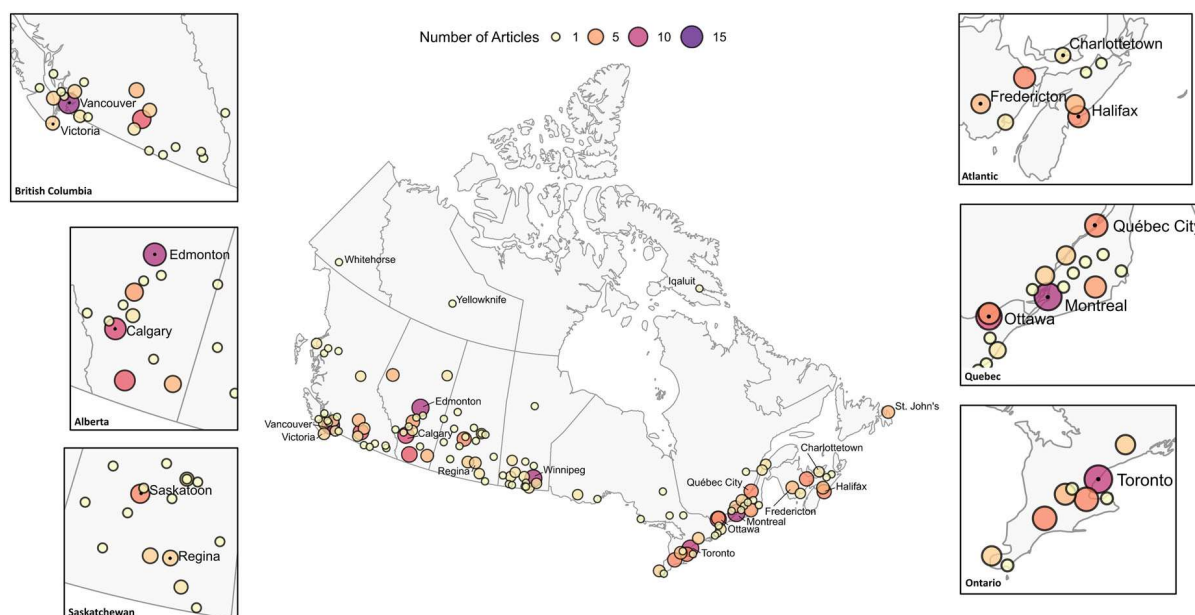 Number of Articles 1 5 10 15
Vancouver
Victoria
British Columbia
Edmonton
Calgary
Alberta
Saskatoon
Regina
Saskatchewan
Whitehorse
Yellowknife
Iqaluit
Edmonton
Vancouver
Victoria
Calgary
Regina
Winnipeg
St. John's
Charlottetown
Québec City
Halifax
Fredericton
Montreal
Ottawa
Toronto
Charlottetown
Fredericton
Halifax
Atlantic
Québec City
Montreal
Ottawa
Quebec
Toronto
Ontario